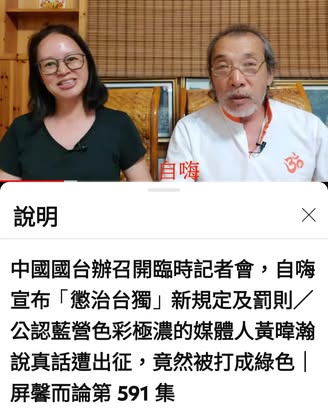 自嗨
說明
中國國台辦召開臨時記者會，自嗨
宣布「懲治台獨」新規定及罰則／
公認藍營色彩極濃的媒體人黃暐瀚
說真話遭出征，竟然被打成綠色｜
屏馨而論第 591 集